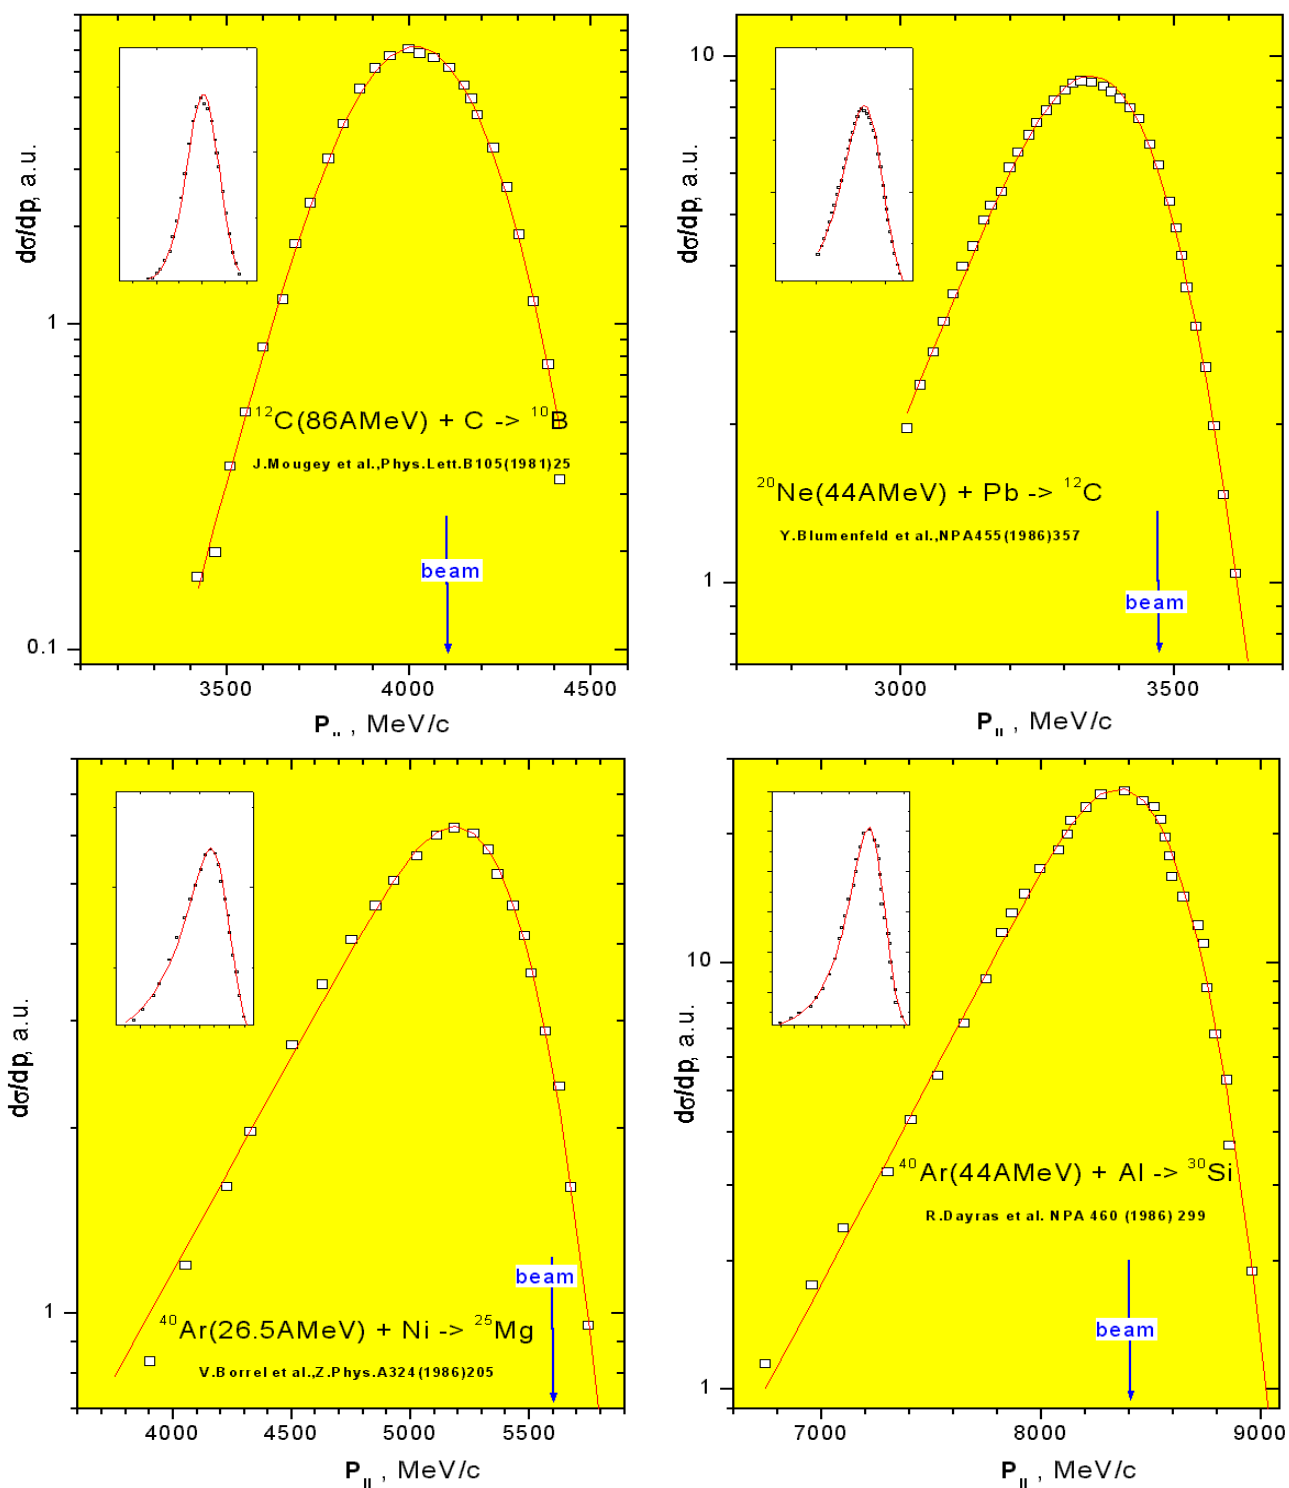 dσ/dp, a.u.
1
0.1
¹²C(86AMeV) + C -> ¹⁰B
J.Mougey et al.,Phys.Lett.B105(1981)25
beam
3500 4000 4500
P_II , MeV/c
dσ/dp, a.u.
10
1
²⁰Ne(44AMeV) + Pb -> ¹²C
Y.Blumenfeld et al.,NPA455(1986)357
beam
3000 3500
P_II , MeV/c
dσ/dp, a.u.
1
beam
⁴⁰Ar(26.5AMeV) + Ni -> ²⁵Mg
V.Borrel et al.,Z.Phys.A324(1986)205
4000 4500 5000 5500
P_II , MeV/c
dσ/dp, a.u.
10
1
⁴⁰Ar(44AMeV) + Al -> ³⁰Si
R.Dayras et al. NPA 460 (1986) 299
beam
7000 8000 9000
P_II , MeV/c